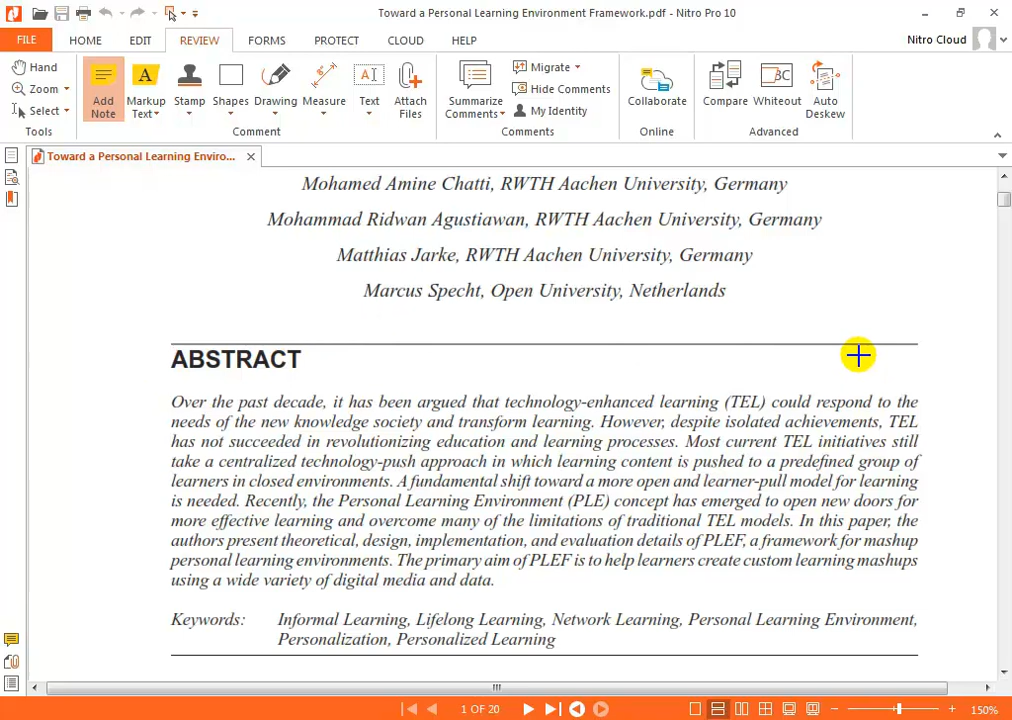 Toward a Personal Learning Environment Framework.pdf - Nitro Pro 10
FILE HOME EDIT REVIEW FORMS PROTECT CLOUD HELP Nitro Cloud
Hand
Zoom
Select
Tools
Add Note
Markup Text
Stamp
Shapes
Drawing
Measure
Text
Attach Files
Comment
Summarize Comments
Migrate
Hide Comments
My Identity
Comments
Collaborate
Online
Compare
Whiteout
Auto Deskew
Advanced
Toward a Personal Learning Enviro...
Mohamed Amine Chatti, RWTH Aachen University, Germany
Mohammad Ridwan Agustiawan, RWTH Aachen University, Germany
Matthias Jarke, RWTH Aachen University, Germany
Marcus Specht, Open University, Netherlands
ABSTRACT
Over the past decade, it has been argued that technology-enhanced learning (TEL) could respond to the
needs of the new knowledge society and transform learning. However, despite isolated achievements, TEL
has not succeeded in revolutionizing education and learning processes. Most current TEL initiatives still
take a centralized technology-push approach in which learning content is pushed to a predefined group of
learners in closed environments. A fundamental shift toward a more open and learner-pull model for learning
is needed. Recently, the Personal Learning Environment (PLE) concept has emerged to open new doors for
more effective learning and overcome many of the limitations of traditional TEL models. In this paper, the
authors present theoretical, design, implementation, and evaluation details of PLEF, a framework for mashup
personal learning environments. The primary aim of PLEF is to help learners create custom learning mashups
using a wide variety of digital media and data.
Keywords: Informal Learning, Lifelong Learning, Network Learning, Personal Learning Environment,
Personalization, Personalized Learning
1 OF 20
150%